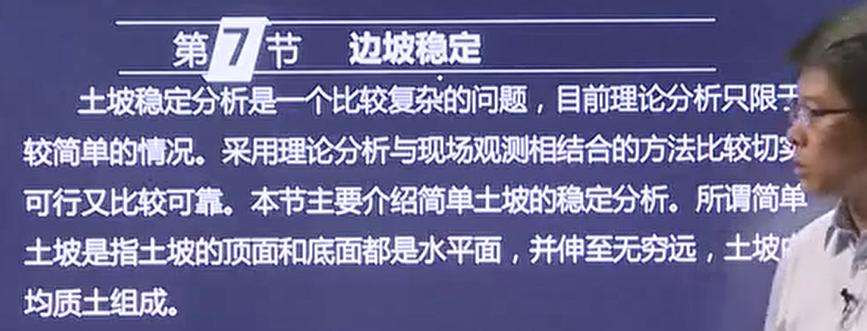 第7节 边坡稳定
土坡稳定分析是一个比较复杂的问题，目前理论分析只限于
较简单的情况。采用理论分析与现场观测相结合的方法比较切实
可行又比较可靠。本节主要介绍简单土坡的稳定分析。所谓简单
土坡是指土坡的顶面和底面都是水平面，并伸至无穷远，土坡由
均质土组成。